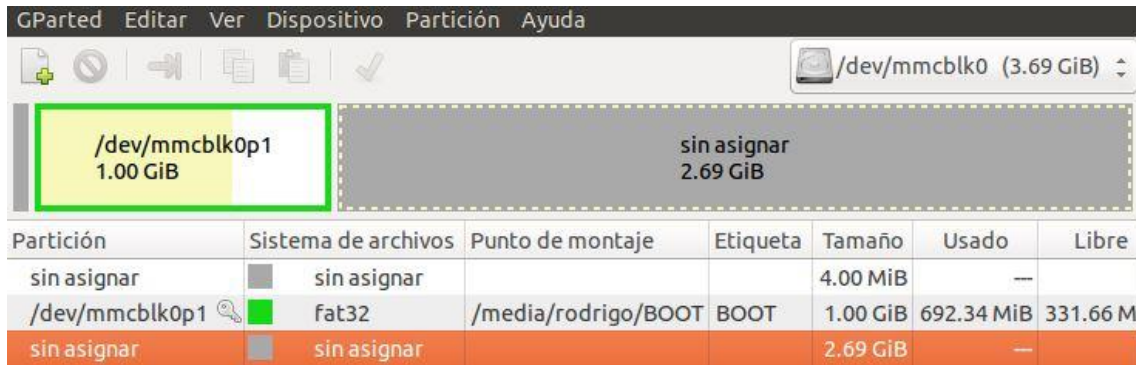 GParted Editar Ver Dispositivo Partición Ayuda
/dev/mmcblk0 (3.69 GiB)
/dev/mmcblk0p1
1.00 GiB
sin asignar
2.69 GiB
Partición Sistema de archivos Punto de montaje Etiqueta Tamaño Usado Libre
sin asignar sin asignar 4.00 MiB ---
/dev/mmcblk0p1 fat32 /media/rodrigo/BOOT BOOT 1.00 GiB 692.34 MiB 331.66 M
sin asignar sin asignar 2.69 GiB ---